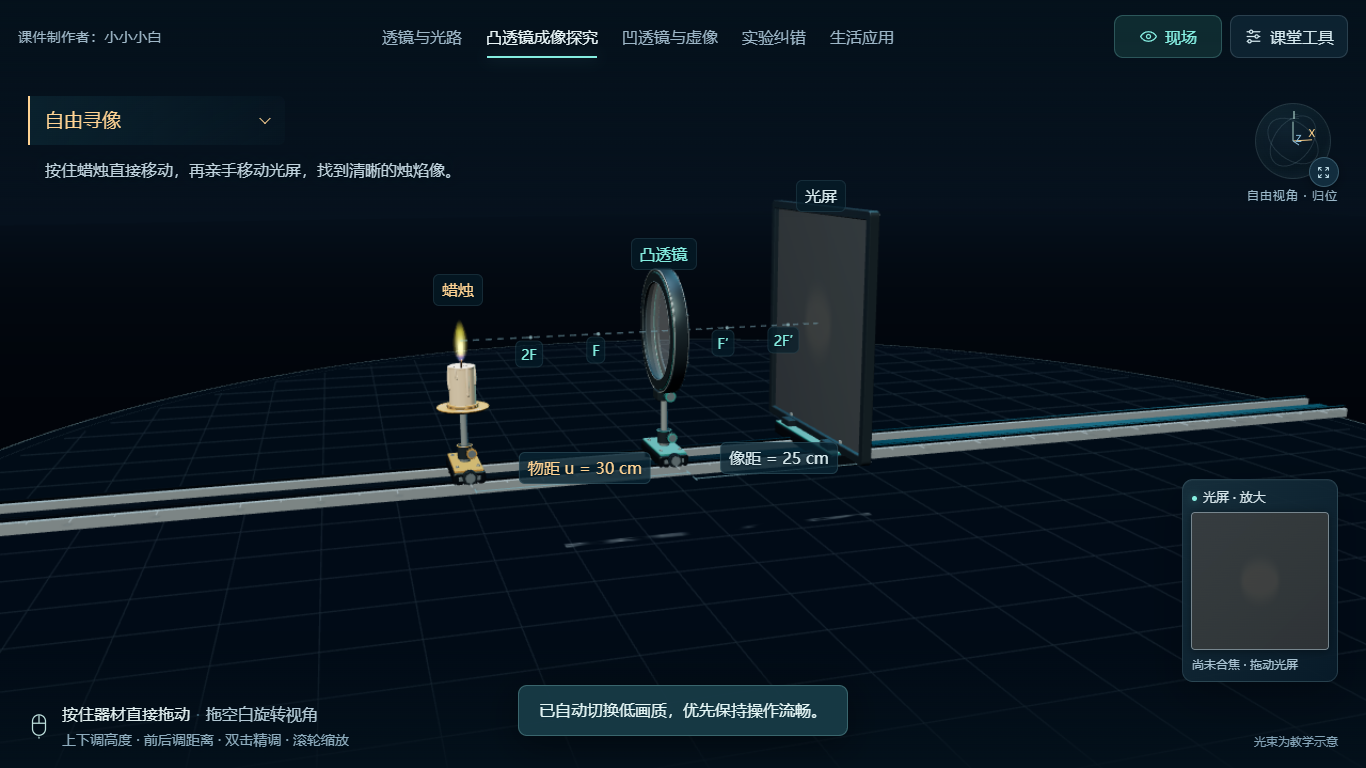 课件制作者：小小小白
透镜与光路
凸透镜成像探究
凹透镜与虚像
实验纠错
生活应用
现场
课堂工具
自由寻像
按住蜡烛直接移动，再亲手移动光屏，找到清晰的烛焰像。
X
Z
自由视角 · 归位
光屏
凸透镜
蜡烛
2F
F
F′
2F′
物距 u = 30 cm
像距 = 25 cm
光屏 · 放大
尚未合焦 · 拖动光屏
按住器材直接拖动 · 拖空白旋转视角
上下调高度 · 前后调距离 · 双击精调 · 滚轮缩放
已自动切换低画质，优先保持操作流畅。
光束为教学示意